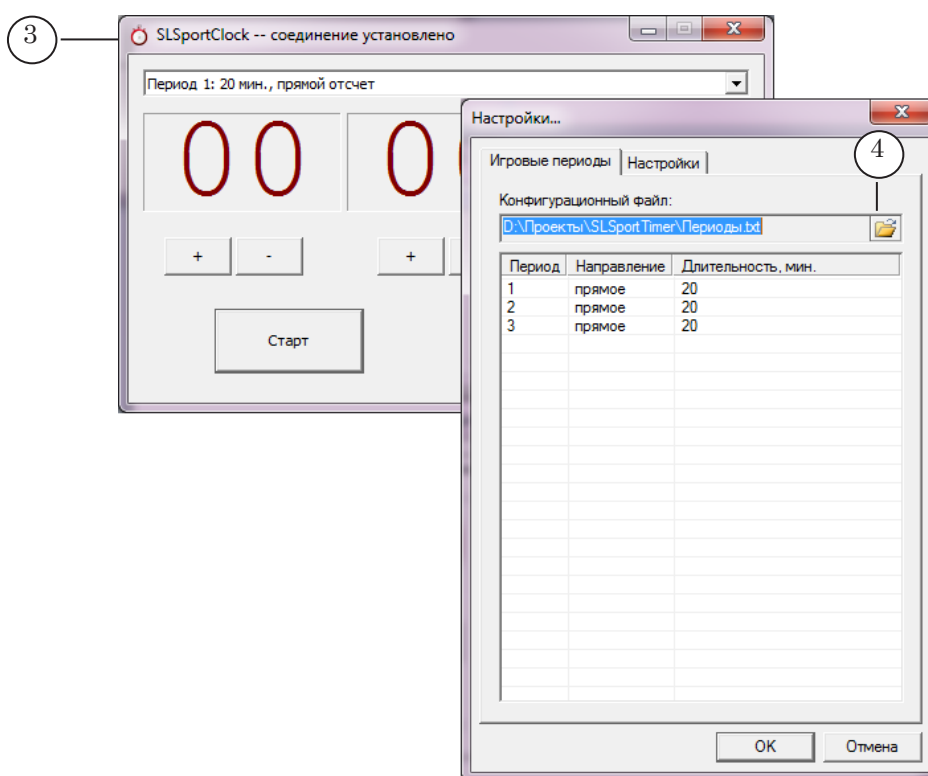 3
SLSportClock -- соединение установлено
Период 1: 20 мин., прямой отсчет
00
0
+ - +
Старт
Настройки...
4
Игровые периоды Настройки
Конфигурационный файл:
D:\Проекты\SLSportTimer\Периоды.txt
Период Направление Длительность, мин.
1 прямое 20
2 прямое 20
3 прямое 20
OK Отмена